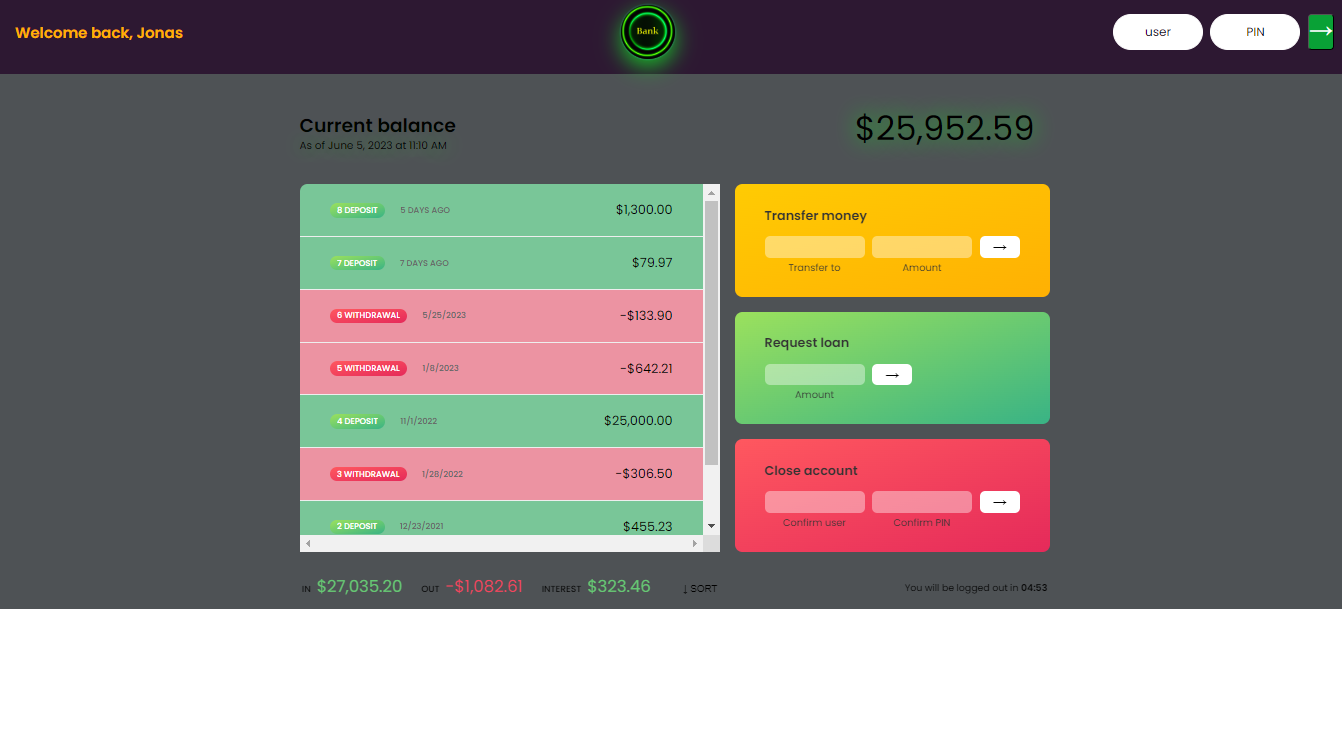 Welcome back, Jonas
Bank
user
PIN
→
Current balance
As of June 5, 2023 at 11:10 AM
$25,952.59
8 DEPOSIT 5 DAYS AGO $1,300.00
7 DEPOSIT 7 DAYS AGO $79.97
6 WITHDRAWAL 5/25/2023 -$133.90
5 WITHDRAWAL 1/8/2023 -$642.21
4 DEPOSIT 11/1/2022 $25,000.00
3 WITHDRAWAL 1/28/2022 -$306.50
2 DEPOSIT 12/23/2021 $455.23
Transfer money
→
Transfer to Amount
Request loan
→
Amount
Close account
→
Confirm user Confirm PIN
IN $27,035.20 OUT -$1,082.61 INTEREST $323.46 ↓ SORT
You will be logged out in 04:53